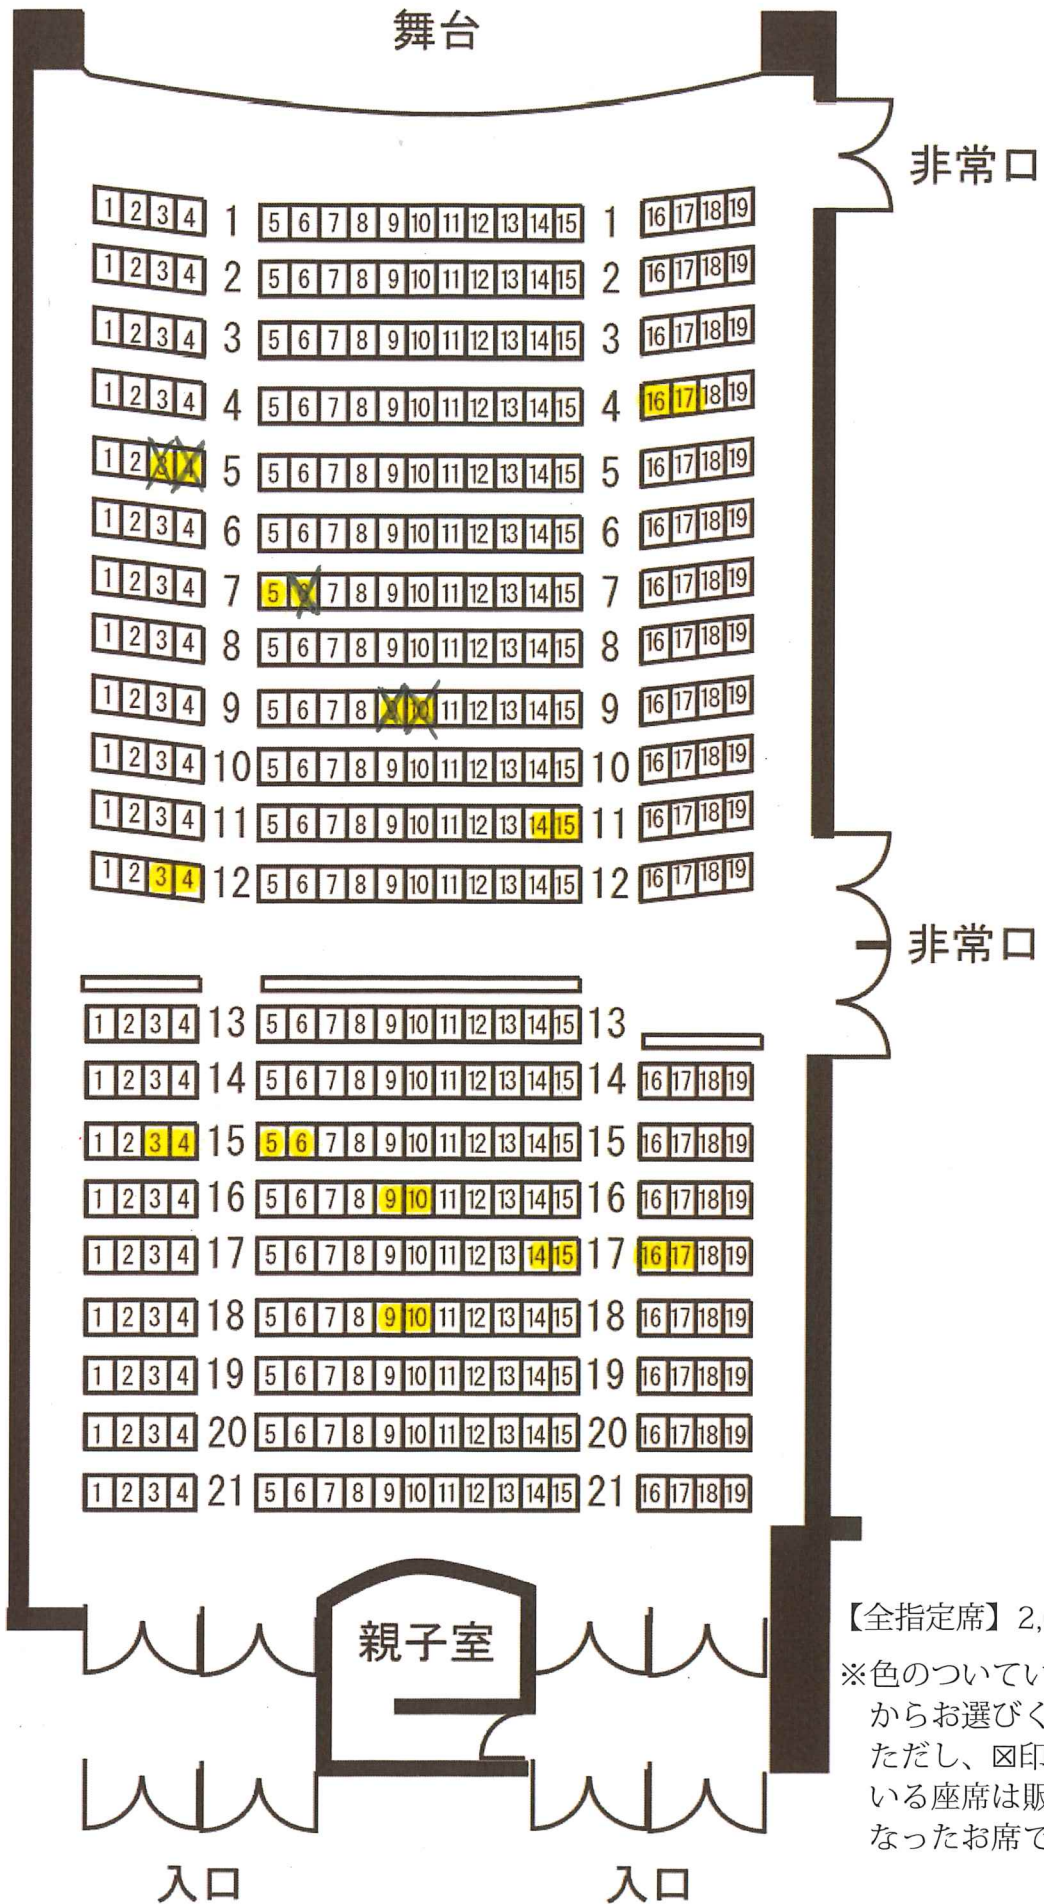 舞台
非常口
1 2 3 4 1 5 6 7 8 9 10 11 12 13 14 15 1 16 17 18 19
1 2 3 4 2 5 6 7 8 9 10 11 12 13 14 15 2 16 17 18 19
1 2 3 4 3 5 6 7 8 9 10 11 12 13 14 15 3 16 17 18 19
1 2 3 4 4 5 6 7 8 9 10 11 12 13 14 15 4 16 17 18 19
1 2 3 4 5 5 6 7 8 9 10 11 12 13 14 15 5 16 17 18 19
1 2 3 4 6 5 6 7 8 9 10 11 12 13 14 15 6 16 17 18 19
1 2 3 4 7 5 6 7 8 9 10 11 12 13 14 15 7 16 17 18 19
1 2 3 4 8 5 6 7 8 9 10 11 12 13 14 15 8 16 17 18 19
1 2 3 4 9 5 6 7 8 9 10 11 12 13 14 15 9 16 17 18 19
1 2 3 4 10 5 6 7 8 9 10 11 12 13 14 15 10 16 17 18 19
1 2 3 4 11 5 6 7 8 9 10 11 12 13 14 15 11 16 17 18 19
1 2 3 4 12 5 6 7 8 9 10 11 12 13 14 15 12 16 17 18 19
非常口
1 2 3 4 13 5 6 7 8 9 10 11 12 13 14 15 13
1 2 3 4 14 5 6 7 8 9 10 11 12 13 14 15 14 16 17 18 19
1 2 3 4 15 5 6 7 8 9 10 11 12 13 14 15 15 16 17 18 19
1 2 3 4 16 5 6 7 8 9 10 11 12 13 14 15 16 16 17 18 19
1 2 3 4 17 5 6 7 8 9 10 11 12 13 14 15 17 16 17 18 19
1 2 3 4 18 5 6 7 8 9 10 11 12 13 14 15 18 16 17 18 19
1 2 3 4 19 5 6 7 8 9 10 11 12 13 14 15 19 16 17 18 19
1 2 3 4 20 5 6 7 8 9 10 11 12 13 14 15 20 16 17 18 19
1 2 3 4 21 5 6 7 8 9 10 11 12 13 14 15 21 16 17 18 19
親子室
【全指定席】2,
※色のついてい
からお選びく
ただし、☒印
いる座席は販
なったお席で
入口
入口